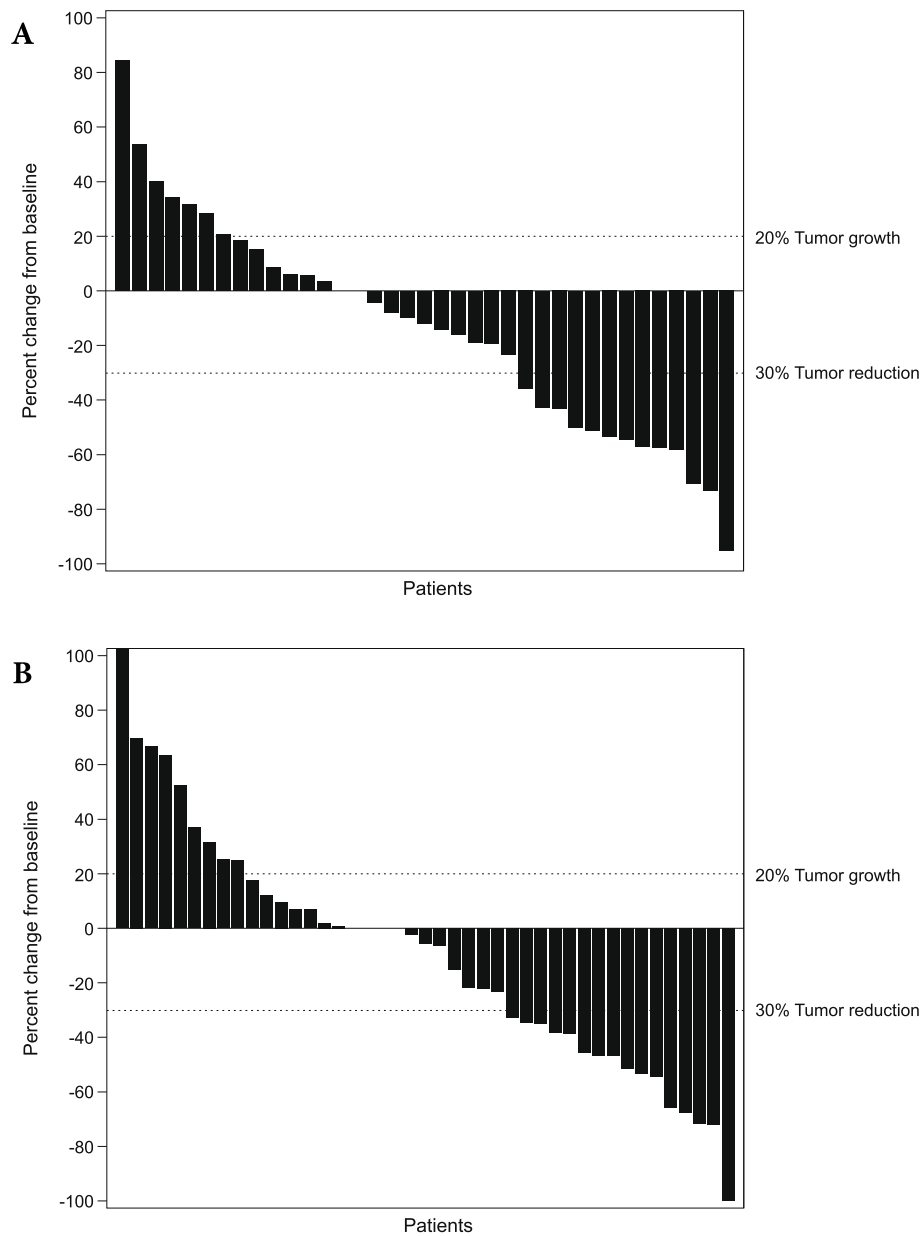 A
Percent change from baseline
100
80
60
40
20
0
-20
-40
-60
-80
-100
20% Tumor growth
30% Tumor reduction
Patients
B
Percent change from baseline
100
80
60
40
20
0
-20
-40
-60
-80
-100
20% Tumor growth
30% Tumor reduction
Patients